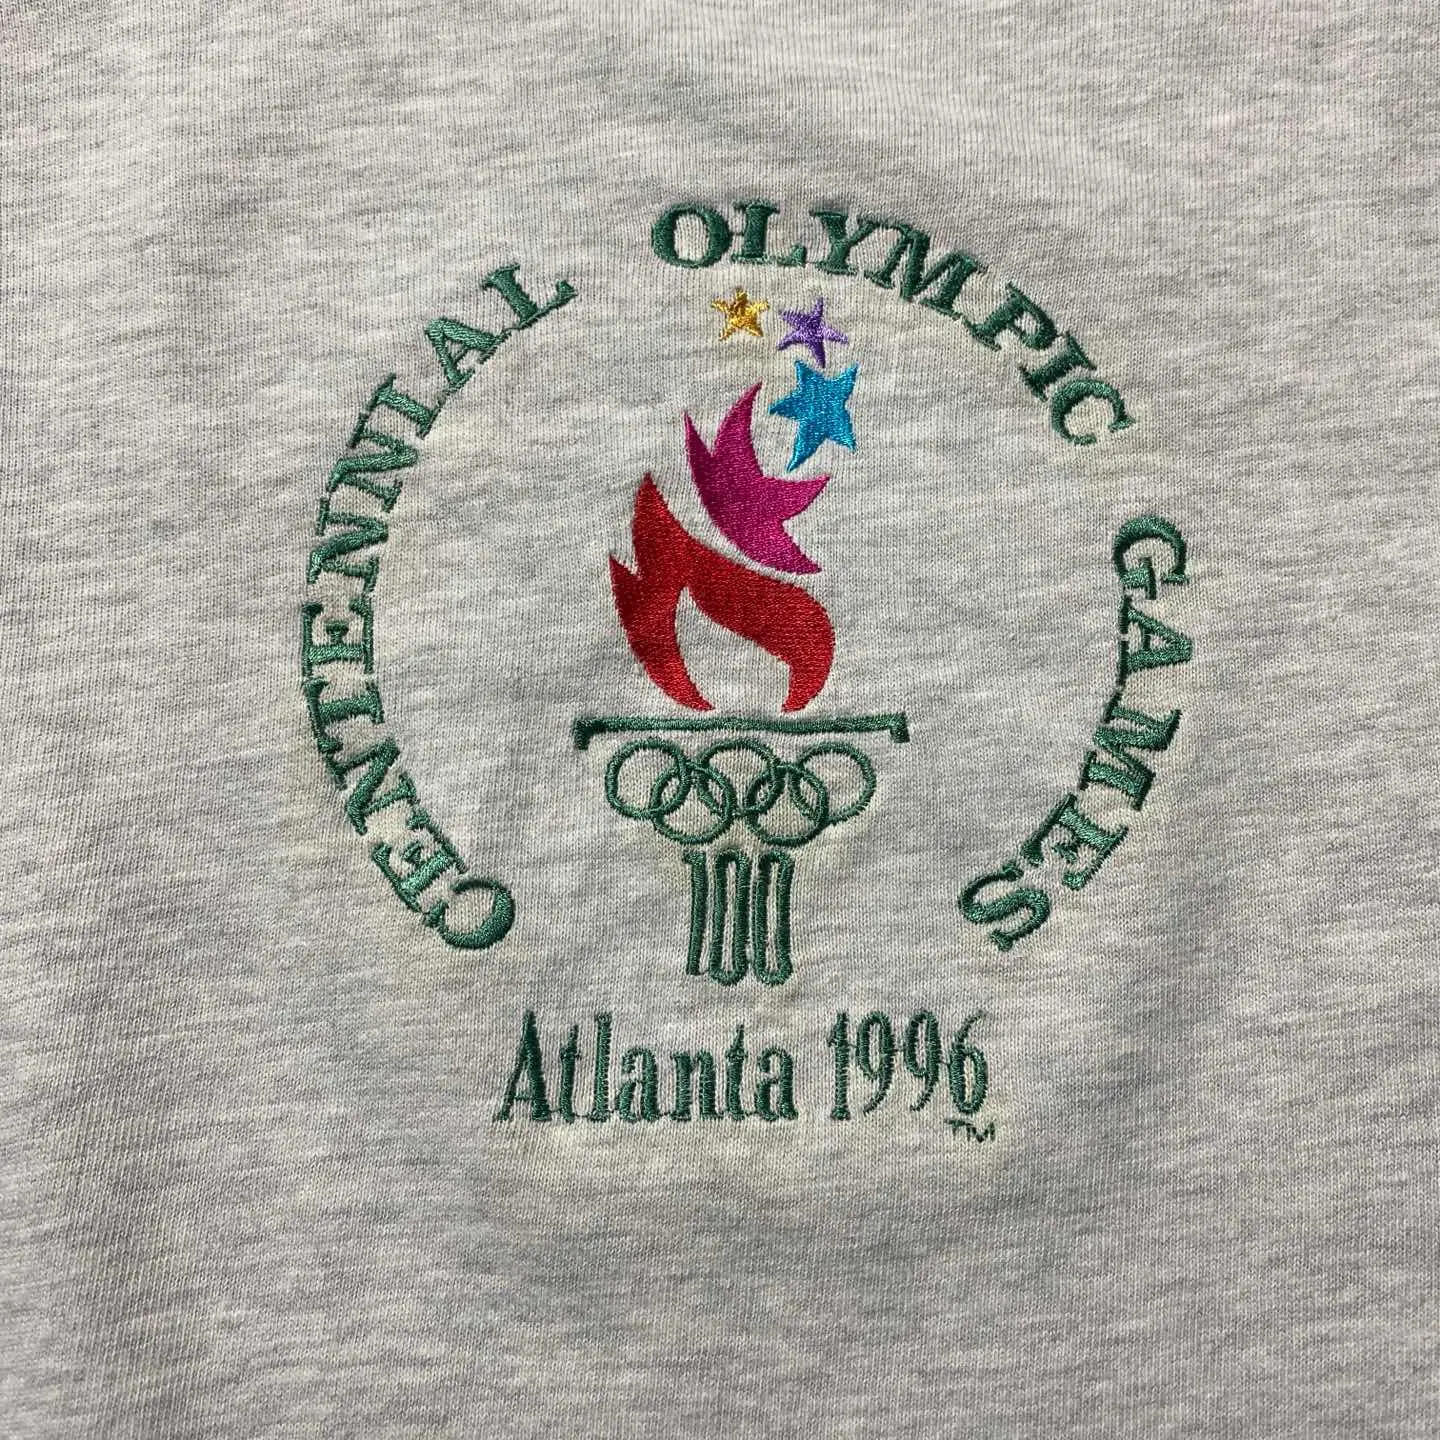 CENTENNIAL OLYMPIC GAMES
100
Atlanta 1996
TM